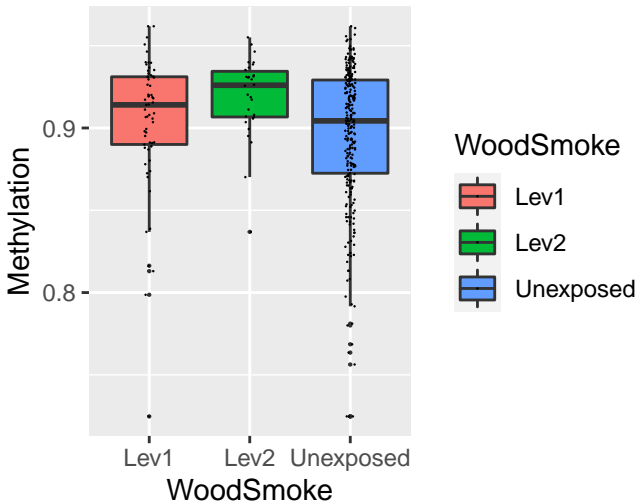 Methylation
0.9
0.8
Lev1 Lev2 Unexposed
WoodSmoke
WoodSmoke
Lev1
Lev2
Unexposed